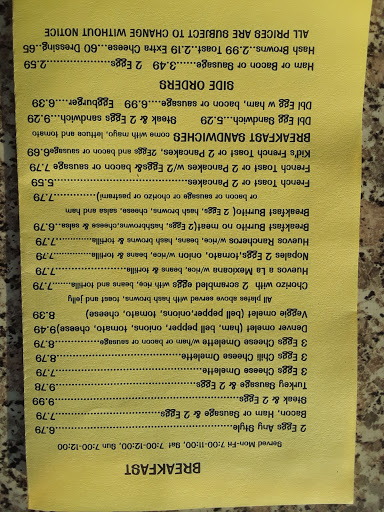 BREAKFAST
Served Mon-Fri-7:00-11:00, Sat 7:00-12:00 Sun 7:00-12:00
2 Eggs Any Style.....................................6.79
Bacon, Ham, or Sausage & 2 Eggs...................8.79
Steak & 2 Eggs.....................................9.99
Turkey Sausage & 2 Eggs............................9.78
3 Eggs Cheese Omelette.............................7.79
3 Eggs Chili Cheese Omelette.......................8.79
3 Eggs Cheese Omelette w/ham or bacon or sausage.........8.79
Denver omelet (ham, bell pepper, onions, tomato, cheese)9.49
Veggie omelet (bell pepper,onions, tomato, cheese)........8.39
All plates above served with hash browns, toast and jelly
Chorizo with 2 scrambled eggs with rice, beans and tortilla........7.79
Huevos a La Mexicana w/rice, beans & tortilla.................7.79
Nopales 2 Eggs,tomato, onion w/rice, beans & tortilla............7.79
Huevos Rancheros w/rice, beans, hash browns & tortilla.........7.79
Breakfast Burrito no meat(2 Eggs, hashbrowns,cheese & salsa..6.79
Breakfast Burrito( 2 Eggs, hash browns, cheese, salsa and ham
or bacon or sausage or chorizo or pastrami)................7.79
French Toast or 2 Pancakes..............................5.59
French Toast or 2 Pancakes w/2 Eggs& or bacon or sausage 7.79
Kid's French Toast or 2 Pancakes, 2Eggs and bacon or sausage6.69
BREAKFAST SANDWICHES come with mayo, lettuce and tomato
Dbl Egg Sandwich...5.29 Steak & 2 Eggs sandwich...9.29
Dbl Egg w ham, or bacon or sausage....6.99 Eggburger.....6.39
SIDE ORDERS
Ham or Bacon or Sausage......3.49 2 Eggs..............2.59
Hash Browns..2.99 Toast..2.19 Extra Cheese...60 Dressing..65
ALL PRICES ARE SUBJECT TO CHANGE WITHOUT NOTICE